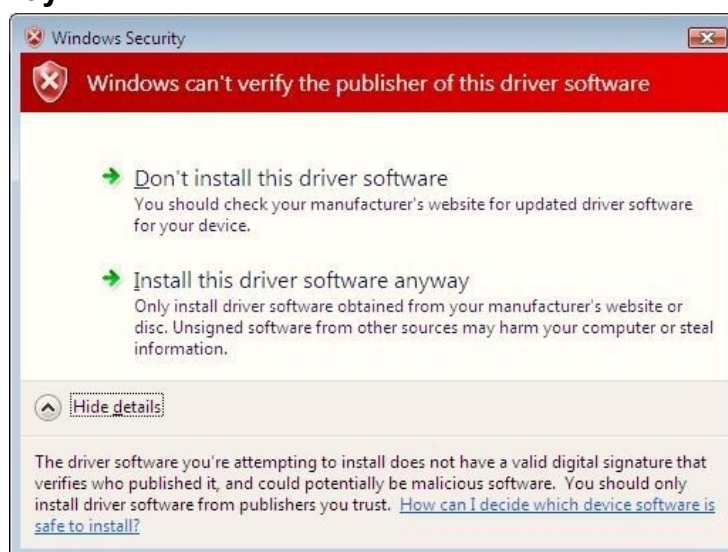 Windows Security
Windows can't verify the publisher of this driver software
Don't install this driver software
You should check your manufacturer's website for updated driver software
for your device.
Install this driver software anyway
Only install driver software obtained from your manufacturer's website or
disc. Unsigned software from other sources may harm your computer or steal
information.
Hide details
The driver software you're attempting to install does not have a valid digital signature that
verifies who published it, and could potentially be malicious software.  You should only
install driver software from publishers you trust.  How can I decide which device software is
safe to install?